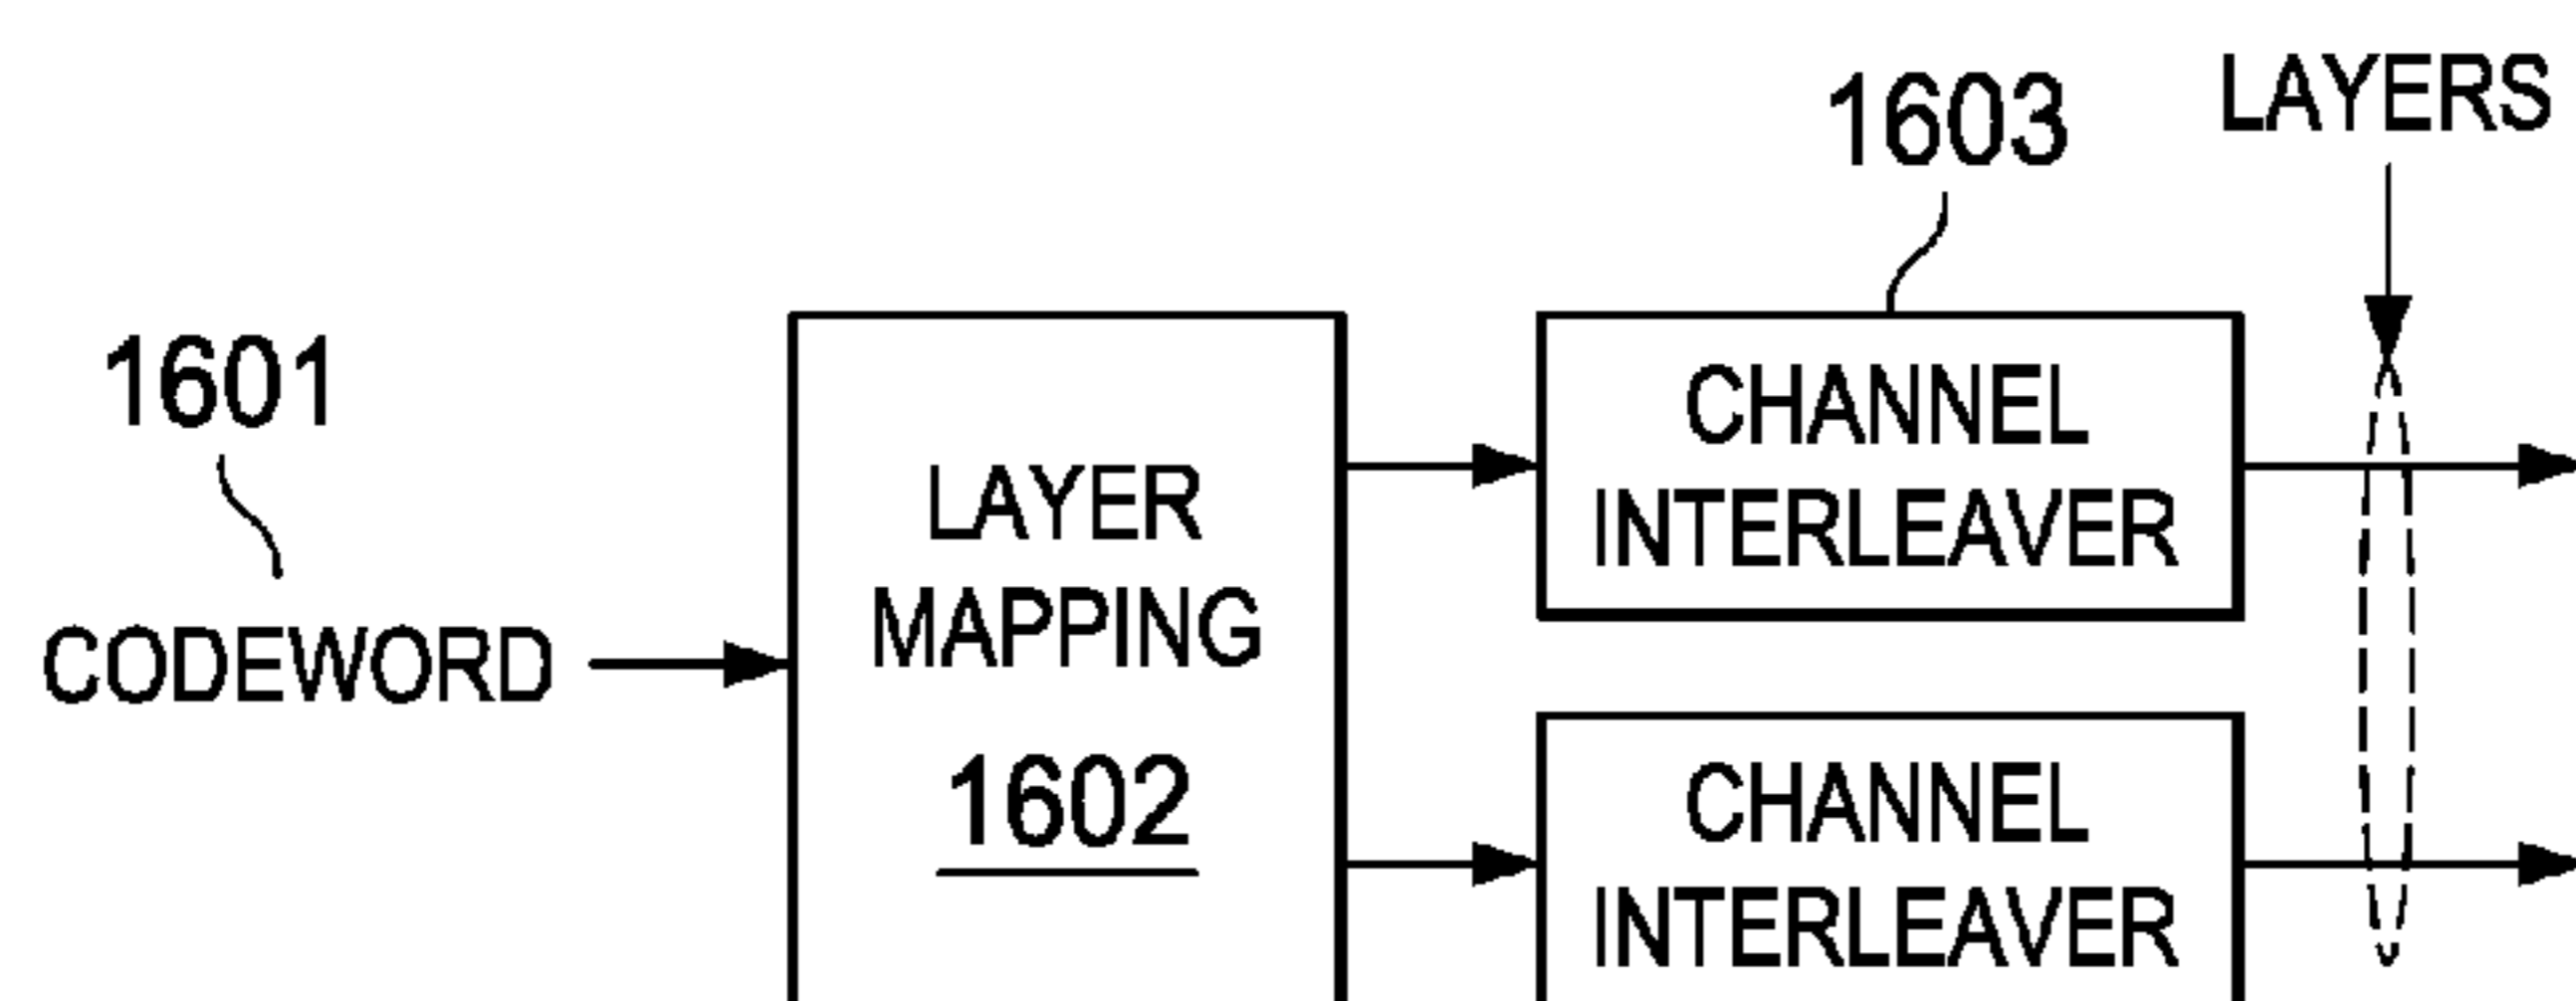 LAYERS
1603
1601
CODEWORD
LAYER
MAPPING
1602
CHANNEL
INTERLEAVER
CHANNEL
INTERLEAVER